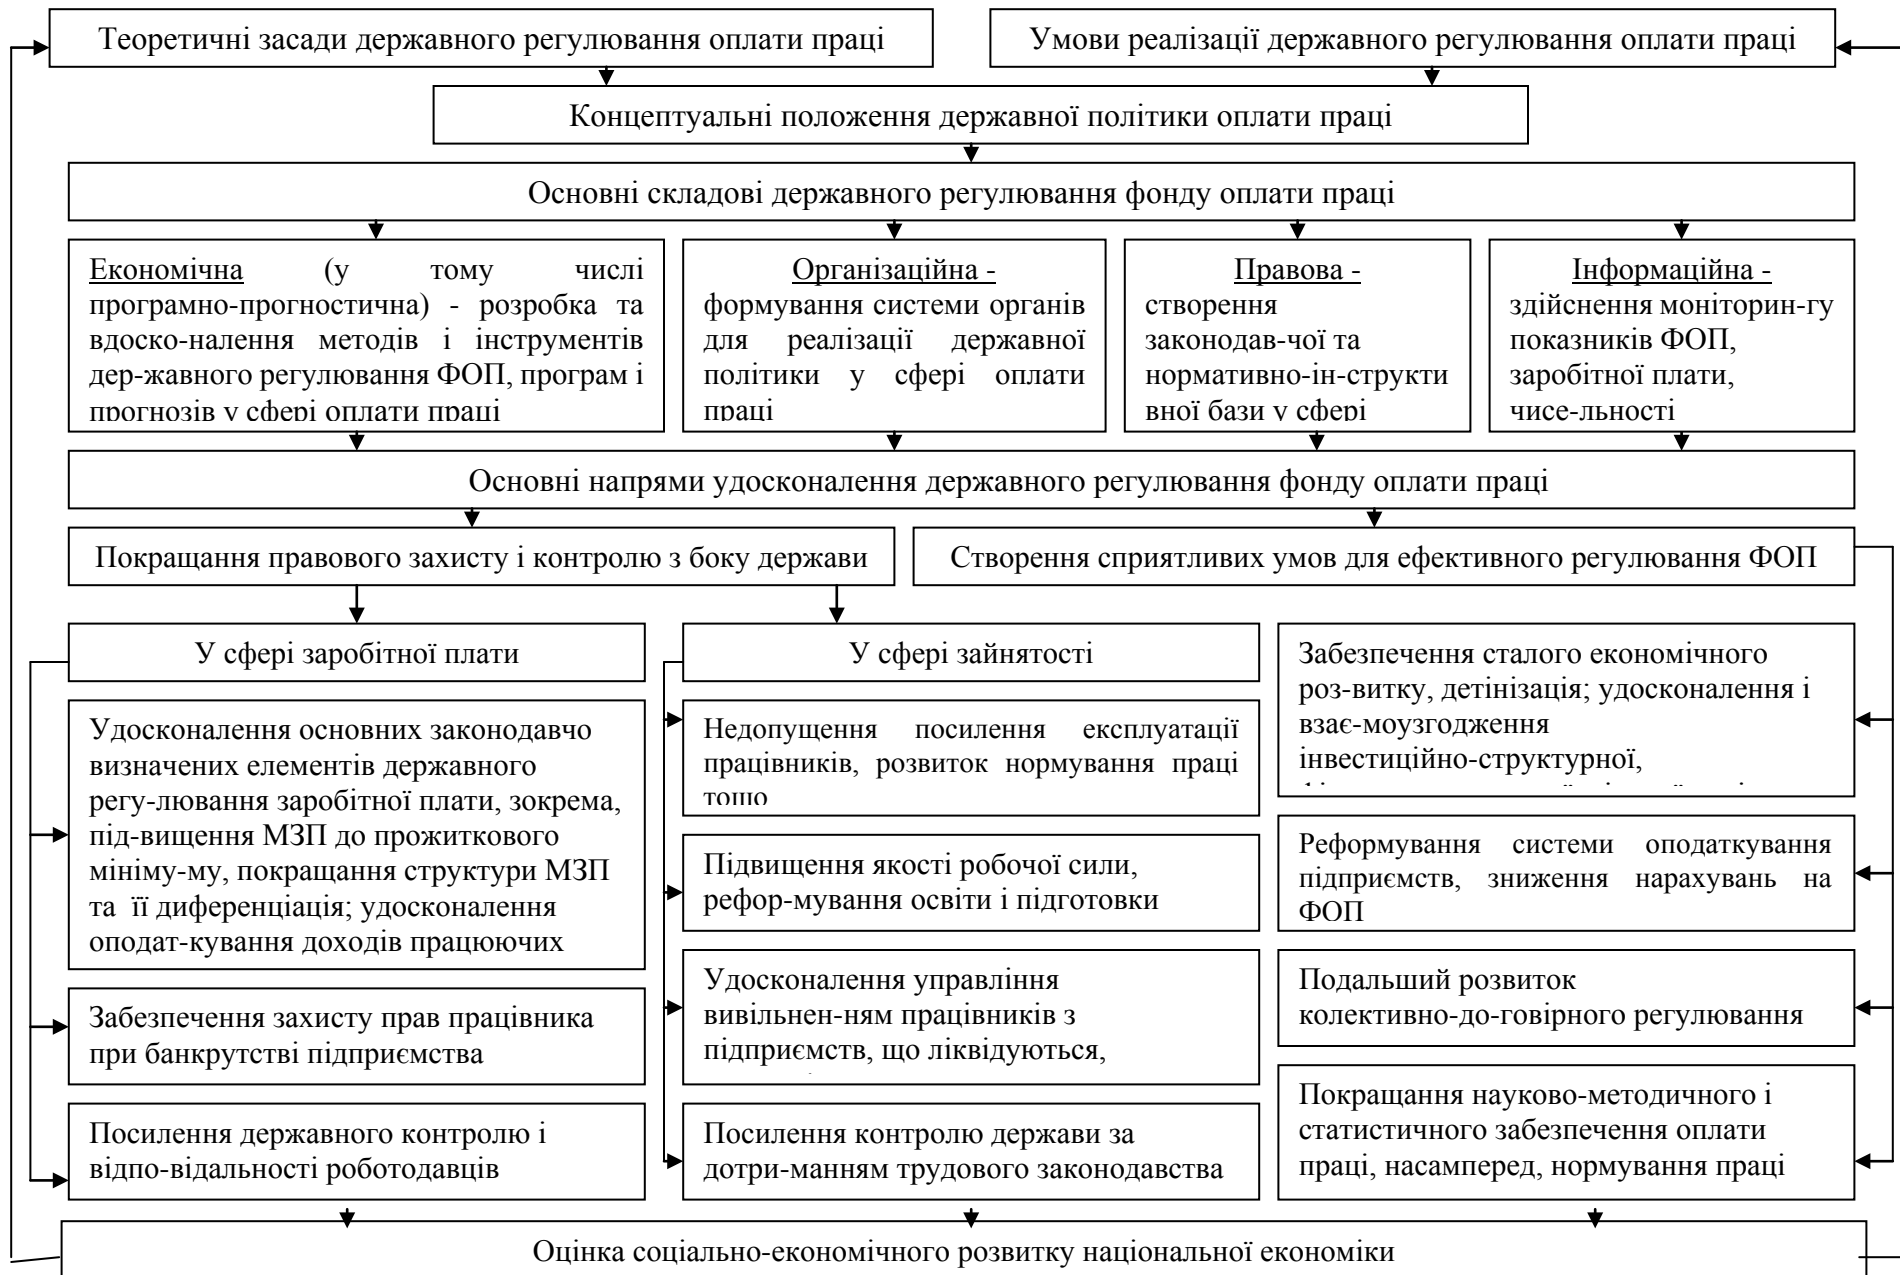 Теоретичні засади державного регулювання оплати праці
Умови реалізації державного регулювання оплати праці
Концептуальні положення державної політики оплати праці
Основні складові державного регулювання фонду оплати праці
Економічна (у тому числі
програмно-прогностична) - розробка та
вдоско-налення методів і інструментів
дер-жавного регулювання ФОП, програм і
прогнозів у сфері оплати праці
Організаційна -
формування системи органів
для реалізації державної
політики у сфері оплати
праці
Правова -
створення
законодав-чої та
нормативно-ін-структи
вної бази у сфері
Інформаційна -
здійснення моніторин-гу
показників ФОП,
заробітної плати,
чисе-льності
Основні напрями удосконалення державного регулювання фонду оплати праці
Покращання правового захисту і контролю з боку держави
Створення сприятливих умов для ефективного регулювання ФОП
У сфері заробітної плати
Удосконалення основних законодавчо
визначених елементів державного
регу-лювання заробітної плати, зокрема,
під-вищення МЗП до прожиткового
мініму-му, покращання структури МЗП
та її диференціація; удосконалення
оподат-кування доходів працюючих
Забезпечення захисту прав працівника
при банкрутстві підприємства
Посилення державного контролю і
відпо-відальності роботодавців
У сфері зайнятості
Недопущення посилення експлуатації
працівників, розвиток нормування праці
тощо
Підвищення якості робочої сили,
рефор-мування освіти і підготовки
Удосконалення управління
вивільнен-ням працівників з
підприємств, що ліквідуються,
Посилення контролю держави за
дотри-манням трудового законодавства
Забезпечення сталого економічного
роз-витку, детінізація; удосконалення і
взає-моузгодження
інвестиційно-структурної,
Реформування системи оподаткування
підприємств, зниження нарахувань на
ФОП
Подальший розвиток
колективно-до-говірного регулювання
Покращання науково-методичного і
статистичного забезпечення оплати
праці, насамперед, нормування праці
Оцінка соціально-економічного розвитку національної економіки